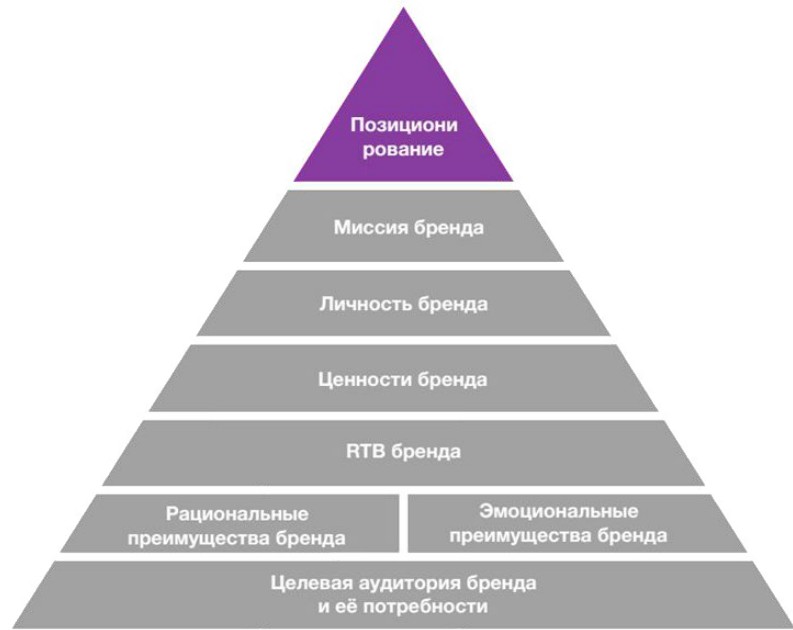 Позициони
рование
Миссия бренда
Личность бренда
Ценности бренда
RTB бренда
Рациональные
преимущества бренда
Эмоциональные
преимущества бренда
Целевая аудитория бренда
и её потребности